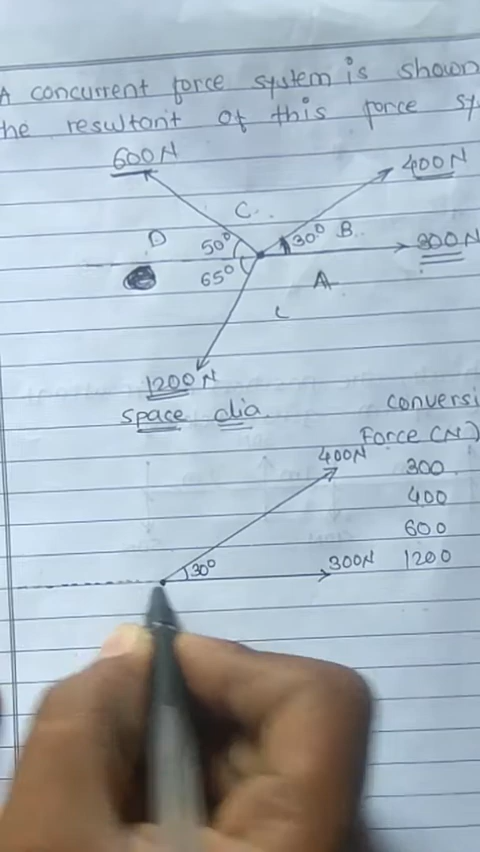 A concurrent force system is shown
the resultant of this force sy
600N
400N
C
D
50°
30°
B
300N
65°
A
1200N
space dia.
conversi
Force (N)
400N
300
400
600
30°
300N
1200